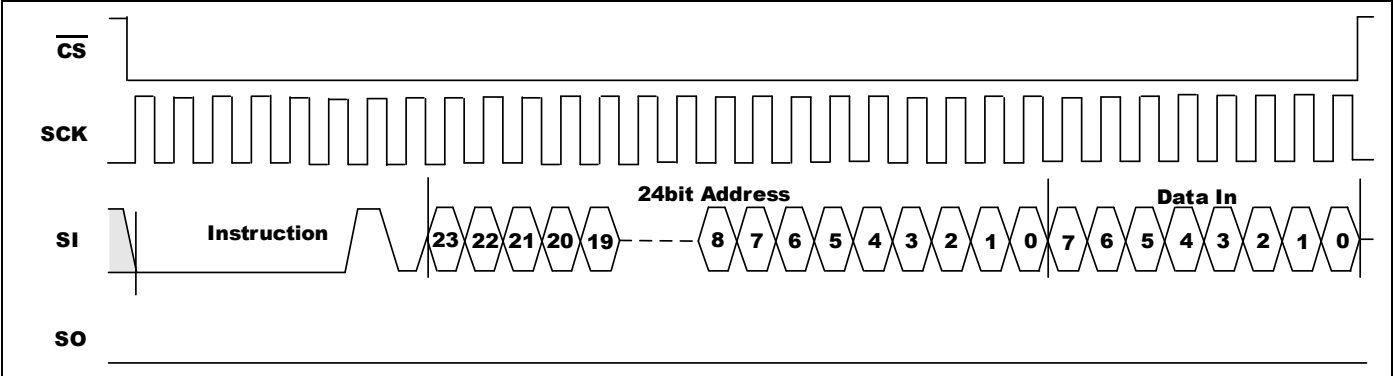 CS
SCK
24bit Address
Data In
SI
Instruction
23 22 21 20 19 8 7 6 5 4 3 2 1 0 7 6 5 4 3 2 1 0
SO